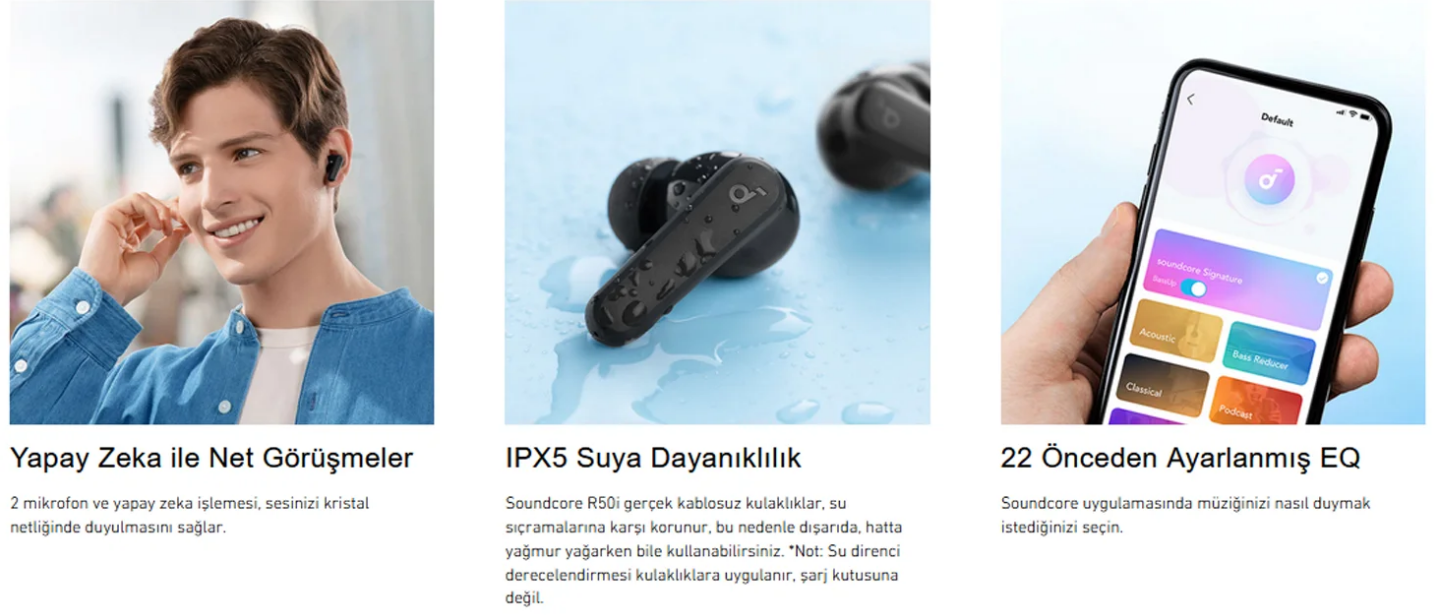 Yapay Zeka ile Net Görüşmeler
2 mikrofon ve yapay zeka işlemesi, sesinizi kristal
netliğinde duyulmasını sağlar.
IPX5 Suya Dayanıklılık
Soundcore R50i gerçek kablosuz kulaklıklar, su
sıçramalarına karşı korunur, bu nedenle dışarıda, hatta
yağmur yağarken bile kullanabilirsiniz. *Not: Su direnci
derecelendirmesi kulaklıklara uygulanır, şarj kutusuna
değil.
Default
soundcore Signature
BassUp
Acoustic
Bass Reducer
Classical
Podcast
22 Önceden Ayarlanmış EQ
Soundcore uygulamasında müziğinizi nasıl duymak
istediğinizi seçin.